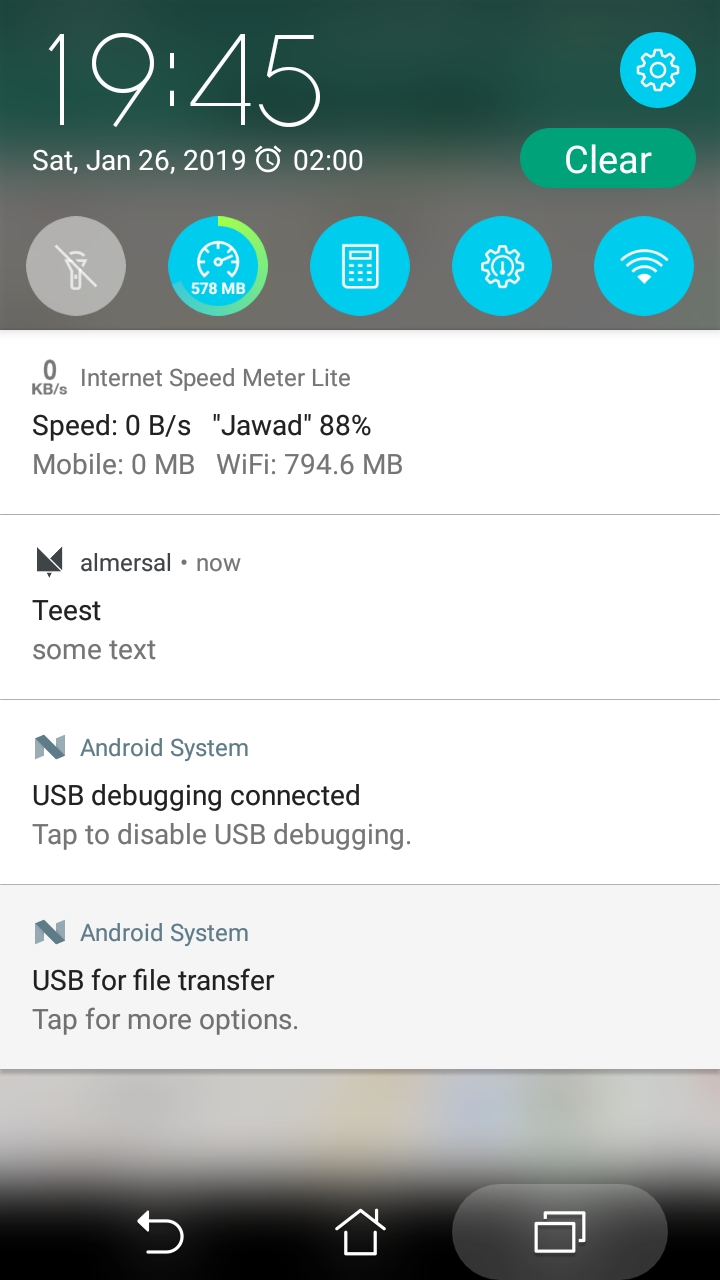 19:45
Sat, Jan 26, 2019 02:00
Clear
578 MB
0 KB/s Internet Speed Meter Lite
Speed: 0 B/s "Jawad" 88%
Mobile: 0 MB WiFi: 794.6 MB
almersal • now
Teest
some text
Android System
USB debugging connected
Tap to disable USB debugging.
Android System
USB for file transfer
Tap for more options.